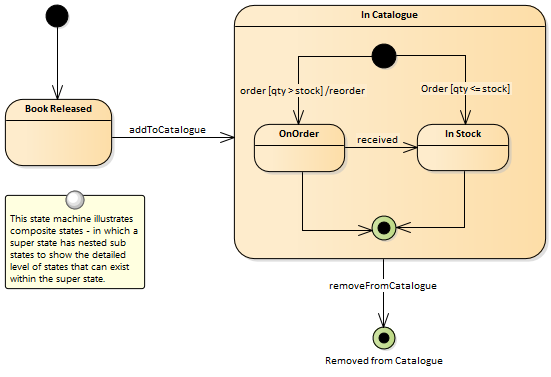 In Catalogue
order [qty > stock] /reorder
Order [qty <= stock]
Book Released
addToCatalogue
OnOrder
received
In Stock
This state machine illustrates
composite states - in which a
super state has nested sub
states to show the detailed
level of states that can exist
within the super state.
removeFromCatalogue
Removed from Catalogue